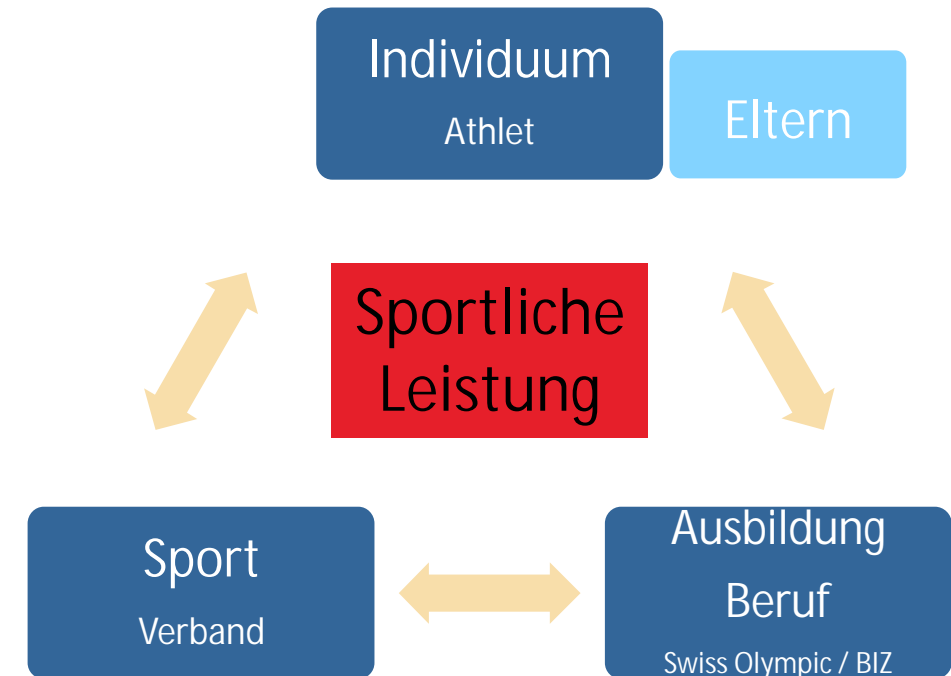 Individuum
Athlet
Eltern
Sportliche
Leistung
Sport
Verband
Ausbildung
Beruf
Swiss Olympic / BIZ